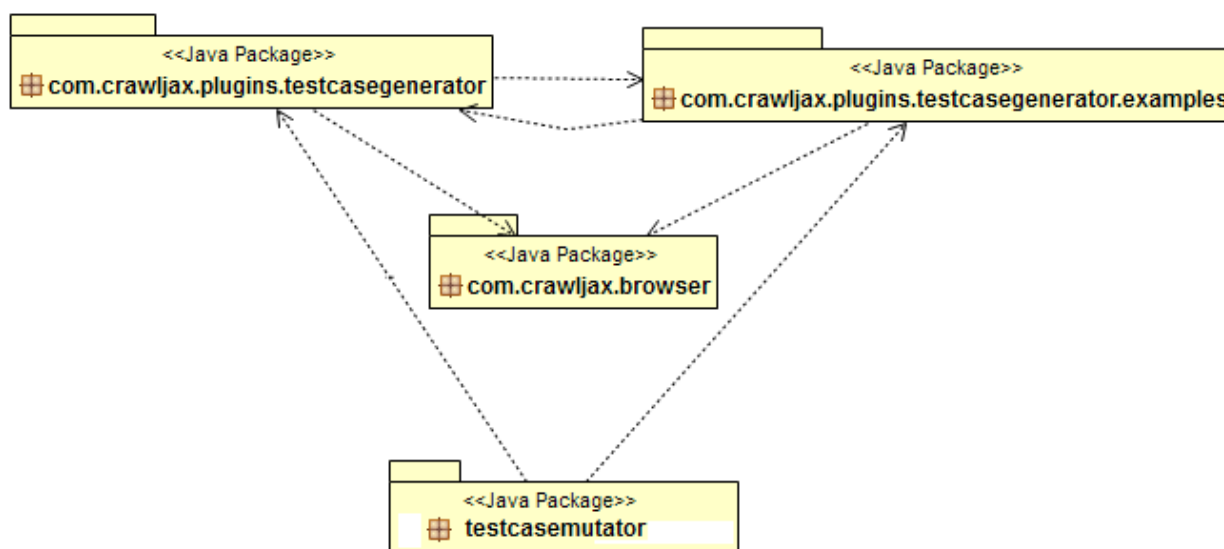 <<Java Package>>
com.crawljax.plugins.testcasegenerator
<<Java Package>>
com.crawljax.plugins.testcasegenerator.examples
<<Java Package>>
com.crawljax.browser
<<Java Package>>
testcasemutator